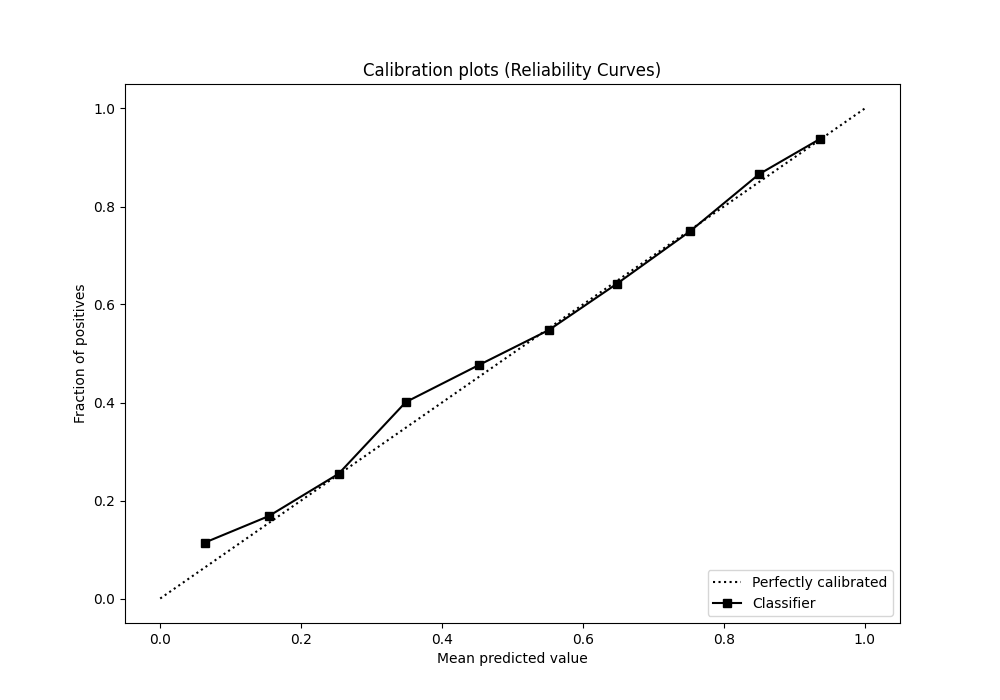 Calibration plots (Reliability Curves)
1.0
0.8
0.6
0.4
0.2
0.0
Fraction of positives
0.0 0.2 0.4 0.6 0.8 1.0
Mean predicted value
Perfectly calibrated
Classifier